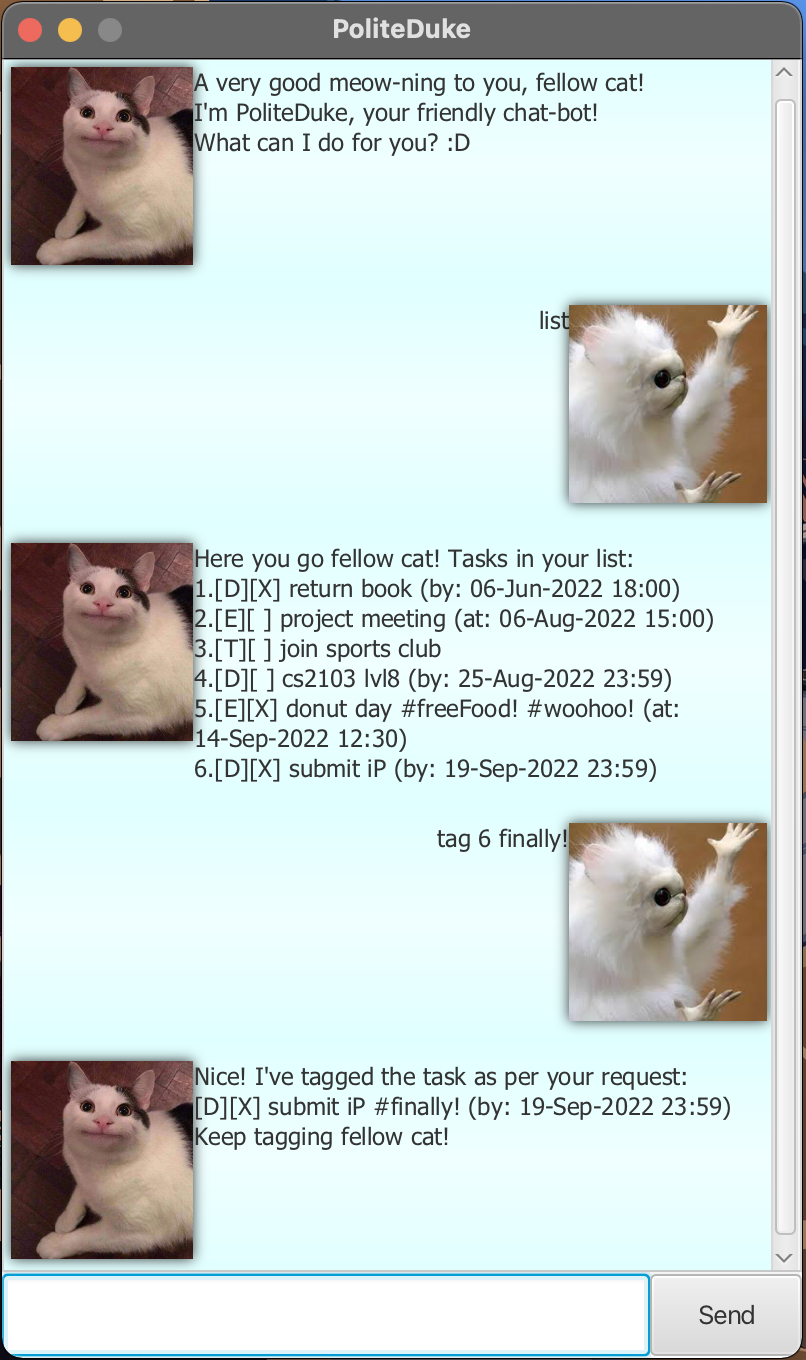 PoliteDuke
A very good meow-ning to you, fellow cat!
I'm PoliteDuke, your friendly chat-bot!
What can I do for you? :D
list
Here you go fellow cat! Tasks in your list:
1.[D][X] return book (by: 06-Jun-2022 18:00)
2.[E][ ] project meeting (at: 06-Aug-2022 15:00)
3.[T][ ] join sports club
4.[D][ ] cs2103 lvl8 (by: 25-Aug-2022 23:59)
5.[E][X] donut day #freeFood! #woohoo! (at:
14-Sep-2022 12:30)
6.[D][X] submit iP (by: 19-Sep-2022 23:59)
tag 6 finally!
Nice! I've tagged the task as per your request:
[D][X] submit iP #finally! (by: 19-Sep-2022 23:59)
Keep tagging fellow cat!
Send